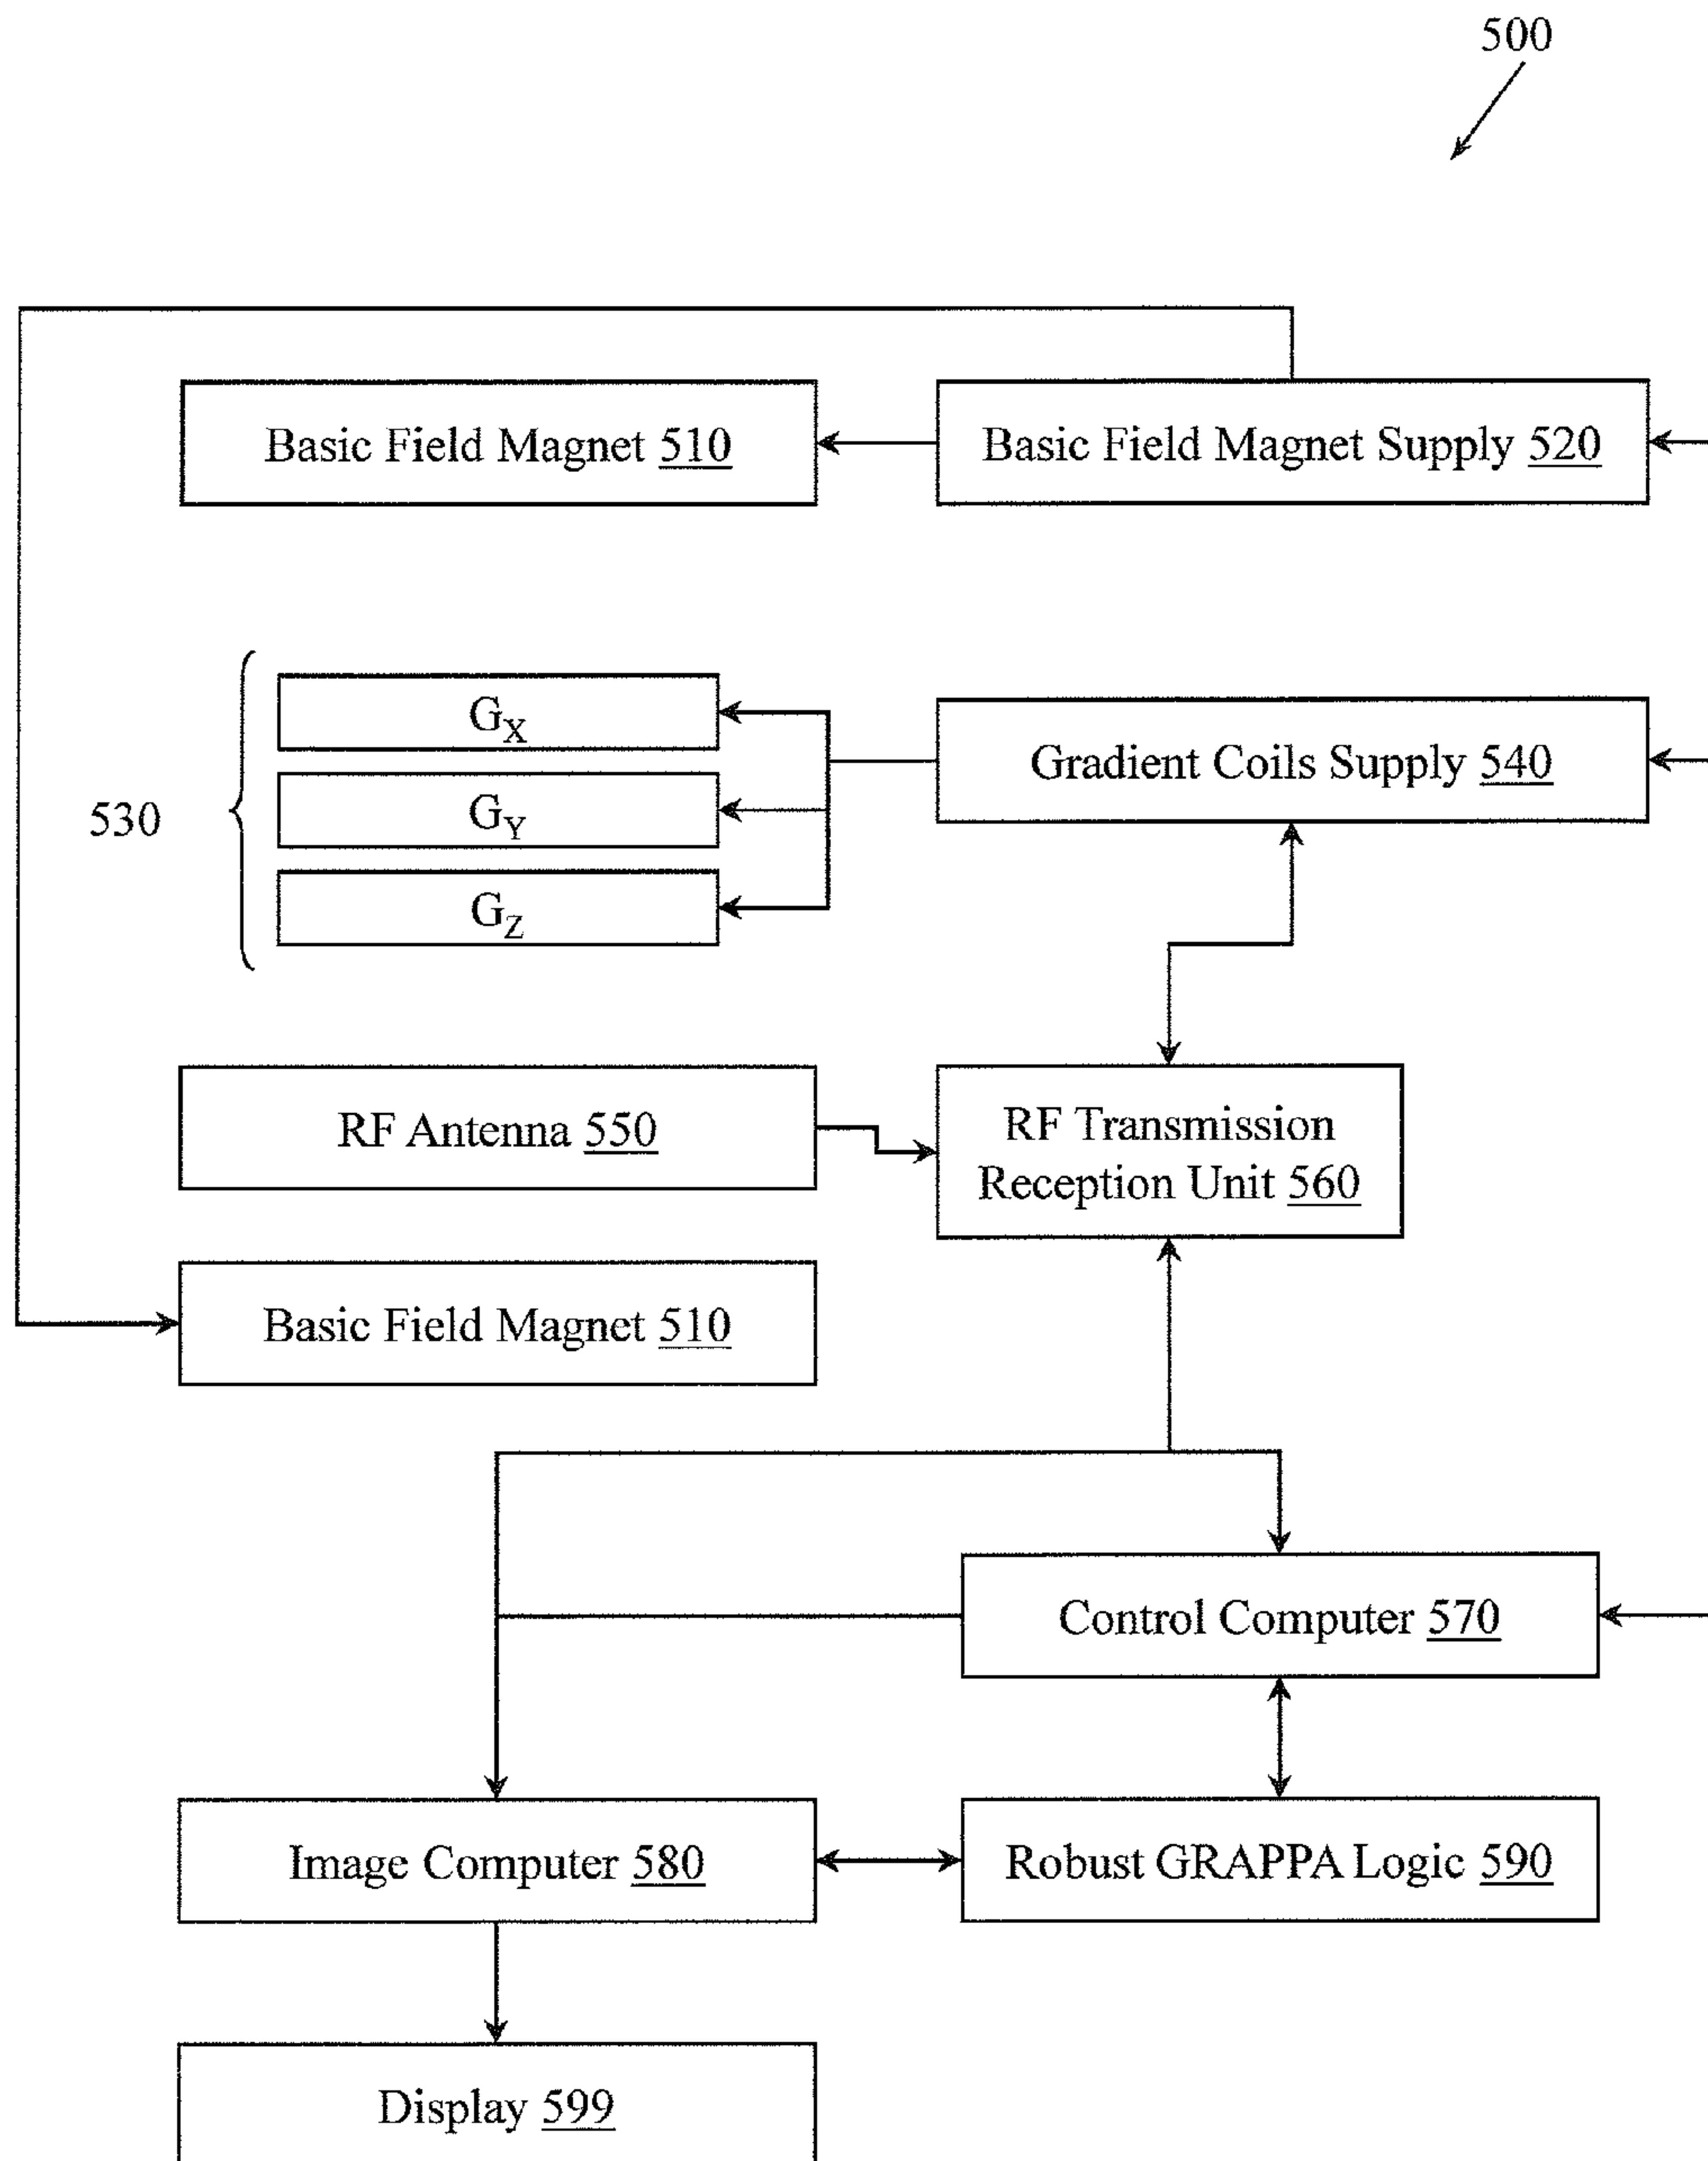 500
Basic Field Magnet 510
Basic Field Magnet Supply 520
530
GX
GY
GZ
Gradient Coils Supply 540
RF Antenna 550
RF Transmission
Reception Unit 560
Basic Field Magnet 510
Control Computer 570
Image Computer 580
Robust GRAPPA Logic 590
Display 599